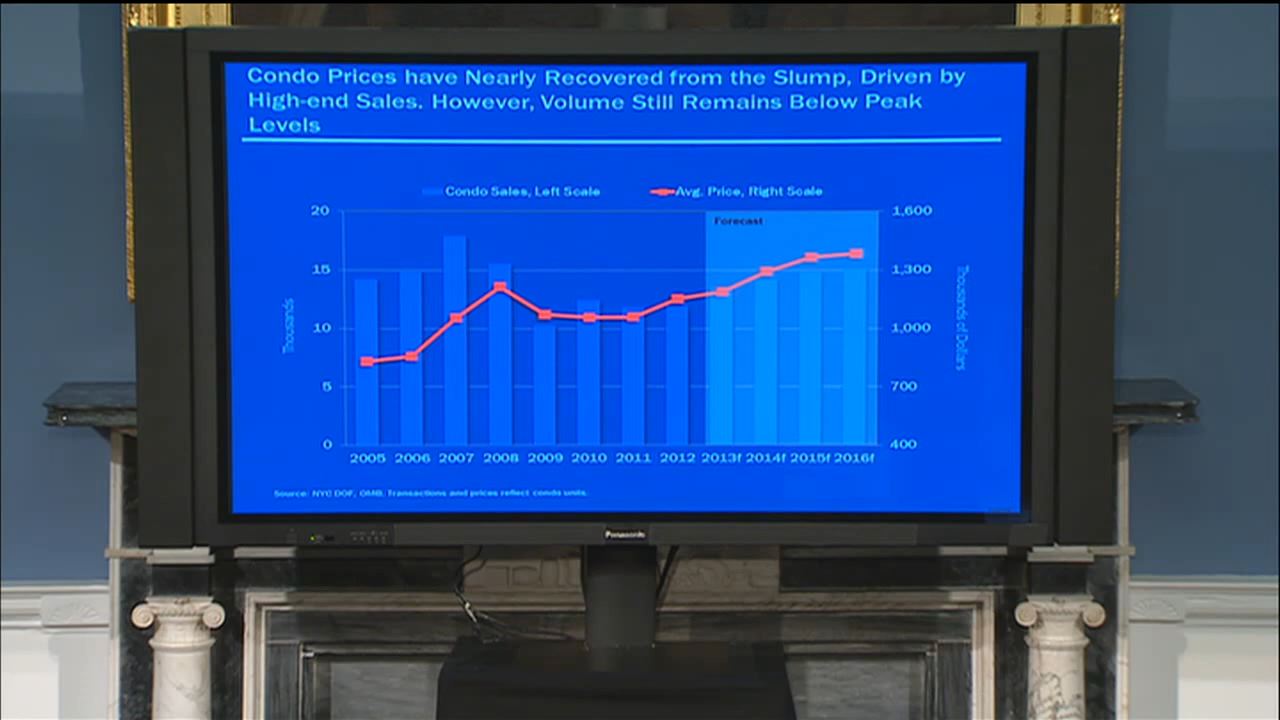 Condo Prices have Nearly Recovered from the Slump, Driven by
High-end Sales. However, Volume Still Remains Below Peak
Levels
Condo Sales, Left Scale
Avg. Price, Right Scale
Forecast
20
15
10
5
0
Thousands
1,600
1,300
1,000
700
400
Thousands of Dollars
2005 2006 2007 2008 2009 2010 2011 2012 2013f 2014f 2015f 2016f
Source: NYC DOF, OMB. Transactions and prices reflect condo units.
Panasonic